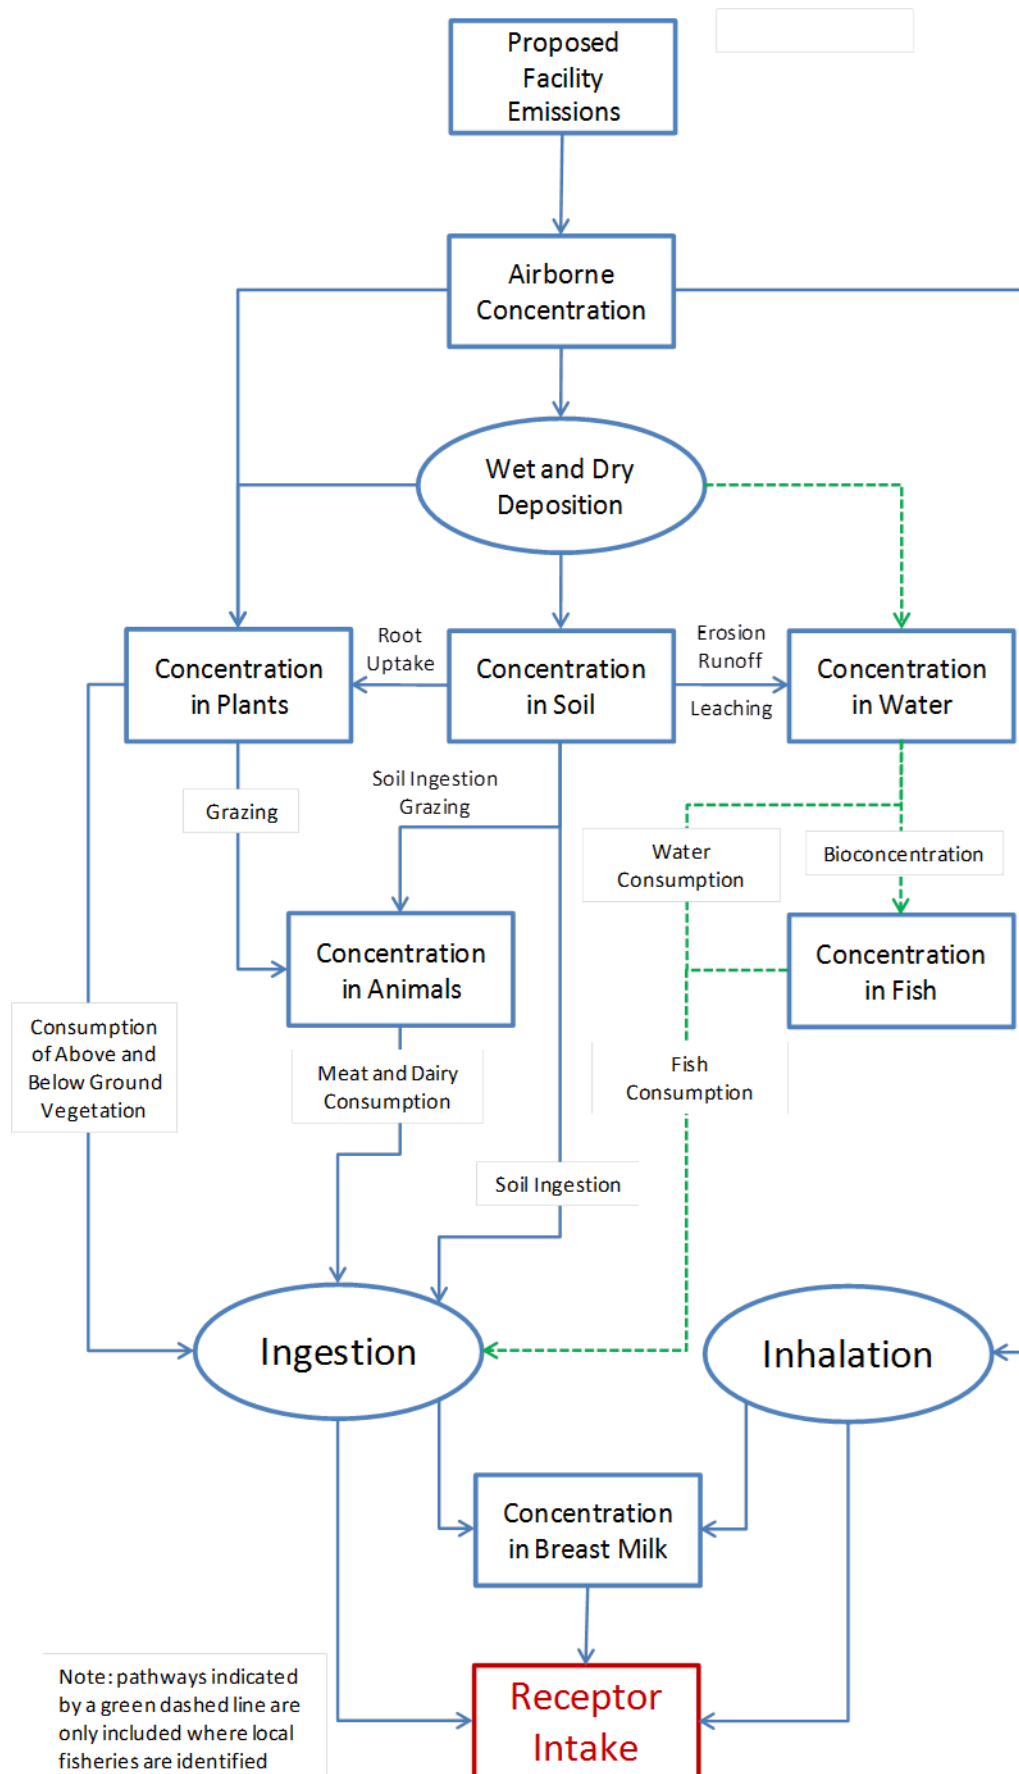 Proposed
Facility
Emissions
Airborne
Concentration
Wet and Dry
Deposition
Root
Uptake
Erosion
Runoff
Leaching
Concentration
in Plants
Concentration
in Soil
Concentration
in Water
Grazing
Soil Ingestion
Grazing
Water
Consumption
Bioconcentration
Concentration
in Animals
Concentration
in Fish
Consumption
of Above and
Below Ground
Vegetation
Meat and Dairy
Consumption
Fish
Consumption
Soil Ingestion
Ingestion
Inhalation
Concentration
in Breast Milk
Receptor
Intake
Note: pathways indicated
by a green dashed line are
only included where local
fisheries are identified